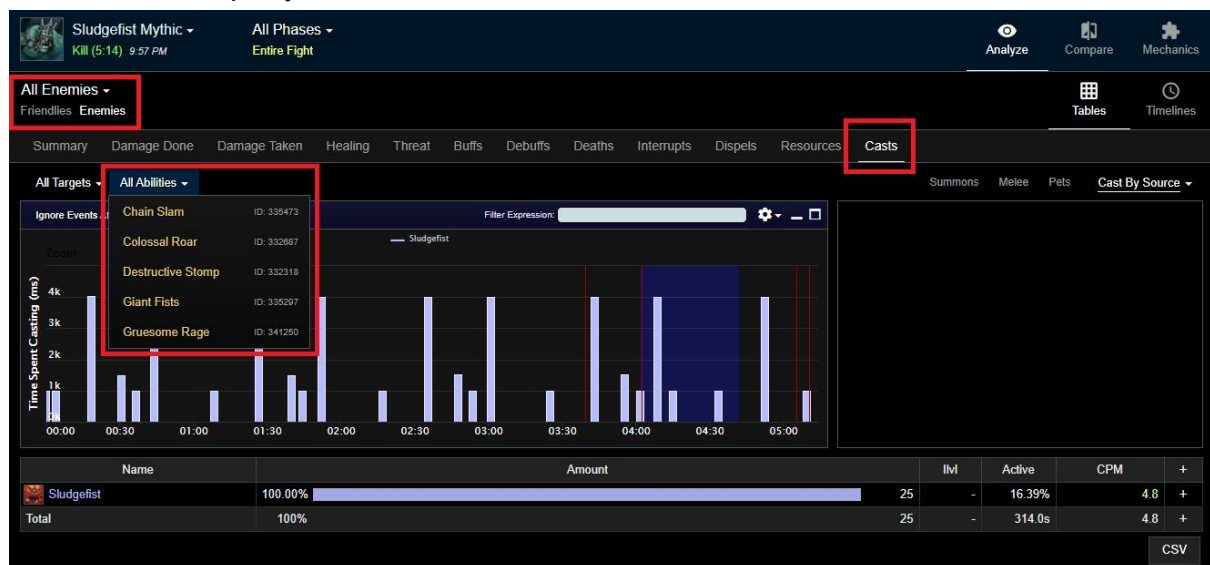 Sludgefist Mythic
Kill (5:14) 9:57 PM
All Phases
Entire Fight
Analyze
Compare
Mechanics
All Enemies
Friendlies Enemies
Tables
Timelines
Summary Damage Done Damage Taken Healing Threat Buffs Debuffs Deaths Interrupts Dispels Resources Casts
All Targets All Abilities
Summons Melee Pets Cast By Source
Chain Slam ID: 335473
Colossal Roar ID: 332687
Destructive Stomp ID: 332318
Giant Fists ID: 335297
Gruesome Rage ID: 341250
Ignore Events
Filter Expression:
Zoom
Sludgefist
Time Spent Casting (ms)
4k
3k
2k
1k
0k
00:00 00:30 01:00 01:30 02:00 02:30 03:00 03:30 04:00 04:30 05:00
Name Amount Ilvl Active CPM +
Sludgefist 100.00% 25 - 16.39% 4.8 +
Total 100% 25 - 314.0s 4.8 +
CSV